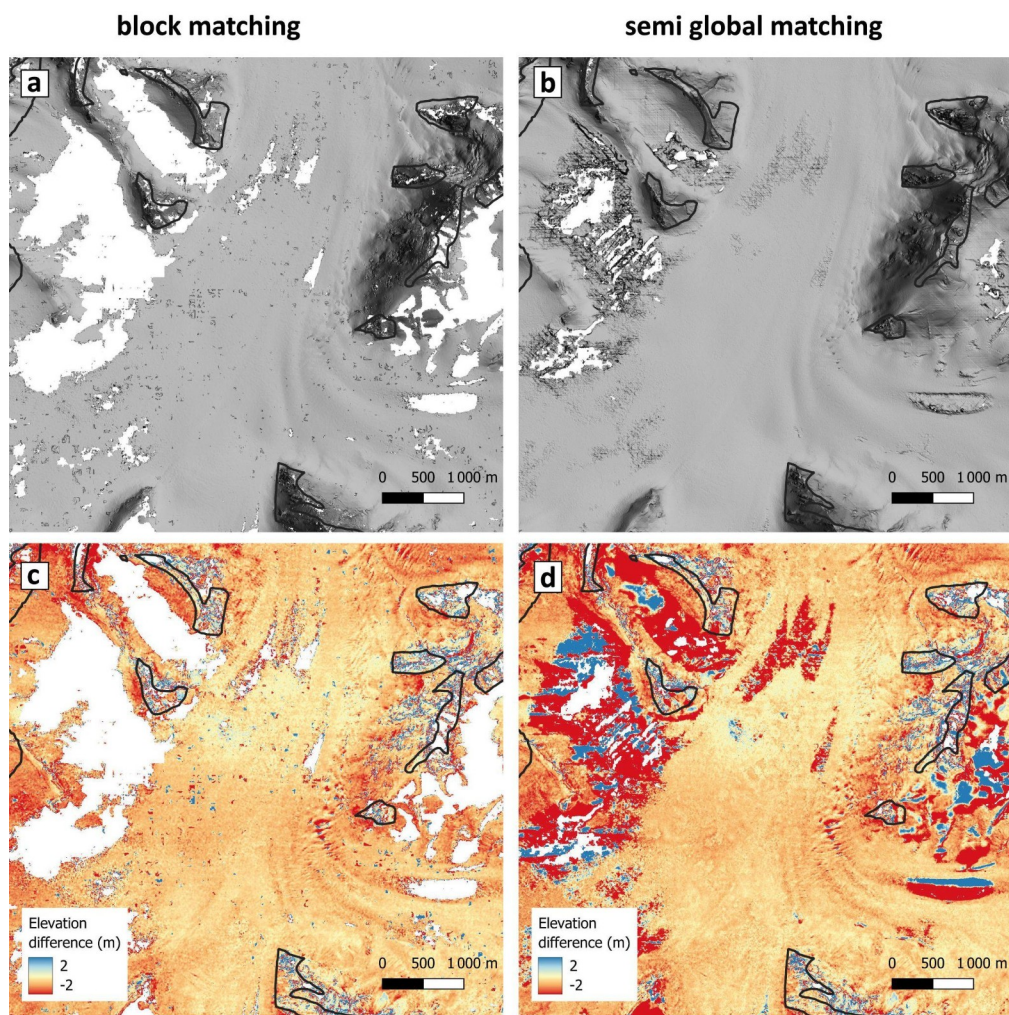 block matching
semi global matching
a
b
0 500 1 000 m
0 500 1 000 m
c
d
Elevation
difference (m)
2
-2
0 500 1 000 m
Elevation
difference (m)
2
-2
0 500 1 000 m